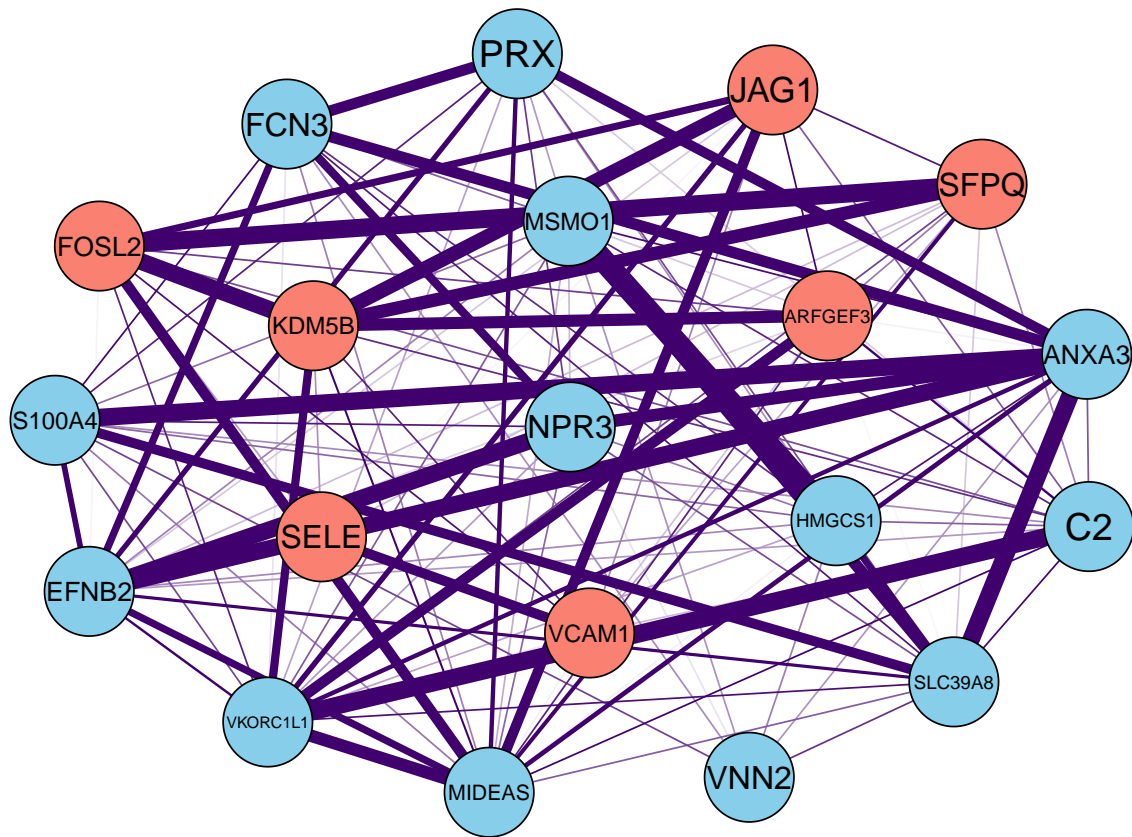 PRX
JAG1
FCN3
SFPQ
MSMO1
FOSL2
ARFGEF3
KDM5B
ANXA3
S100A4
NPR3
HMGCS1
C2
SELE
EFNB2
VCAM1
SLC39A8
VKORC1L1
VNN2
MIDEAS